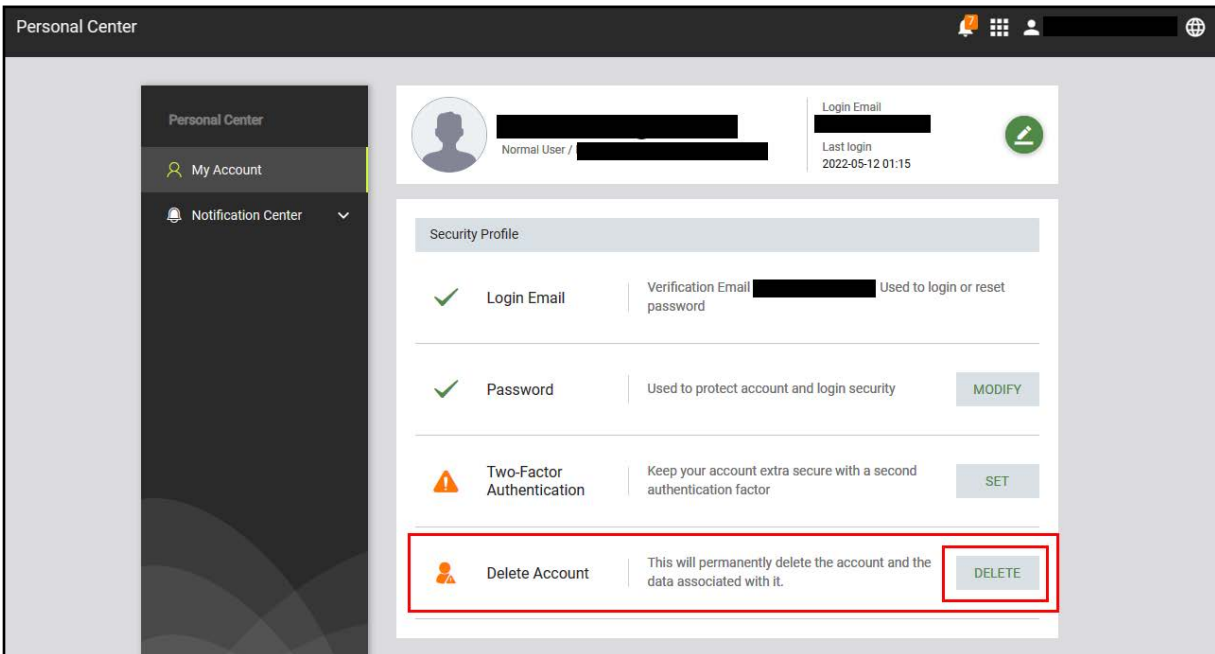 Personal Center
7
Personal Center
My Account
Notification Center
Normal User /
Login Email
Last login
2022-05-12 01:15
Security Profile
Login Email
Verification Email Used to login or reset
password
Password
Used to protect account and login security
MODIFY
Two-Factor
Authentication
Keep your account extra secure with a second
authentication factor
SET
Delete Account
This will permanently delete the account and the
data associated with it.
DELETE